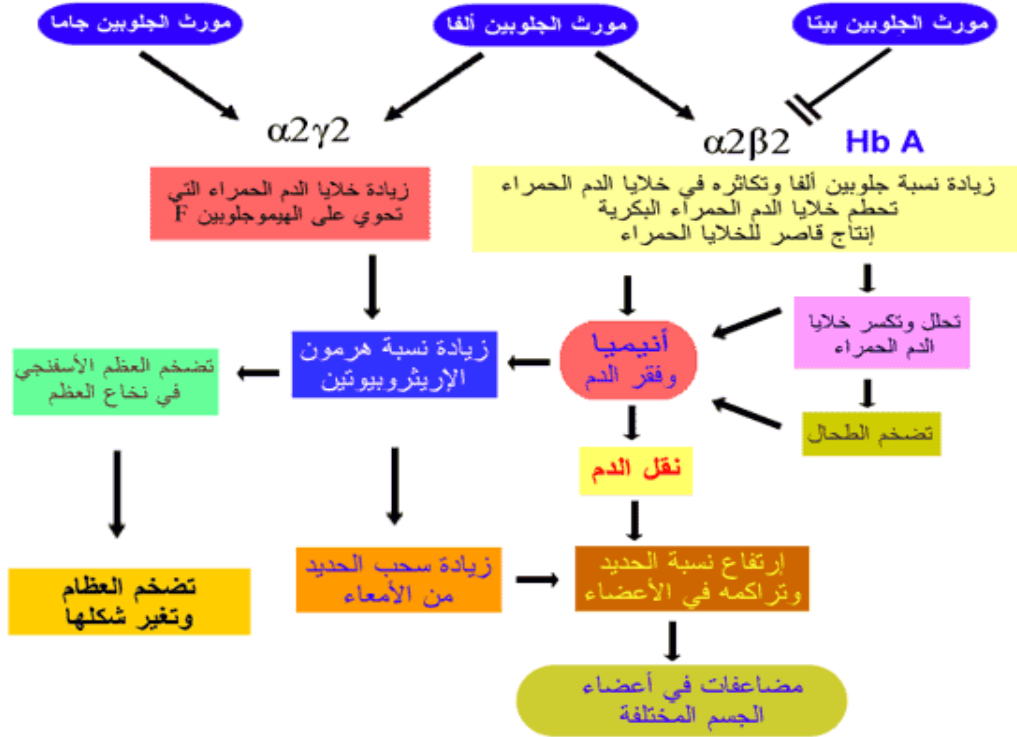 مورث الجلوبين بيتا
مورث الجلوبين ألفا
مورث الجلوبين جاما
α2β2
Hb A
α2γ2
زيادة نسبة جلوبين ألفا وتكاثره في خلايا الدم الحمراء
تحطم خلايا الدم الحمراء البكرية
إنتاج قاصر للخلايا الحمراء
زيادة خلايا الدم الحمراء التي
تحوي على الهيموجلوبين F
تحلل وتكسر خلايا
الدم الحمراء
أنيميا
وفقر الدم
زيادة نسبة هرمون
الإريثروبيوتين
تضخم العظم الأسفنجي
في نخاع العظم
تضخم الطحال
نقل الدم
إرتفاع نسبة الحديد
وتراكمه في الأعضاء
زيادة سحب الحديد
من الأمعاء
تضخم العظام
وتغير شكلها
مضاعفات في أعضاء
الجسم المختلفة